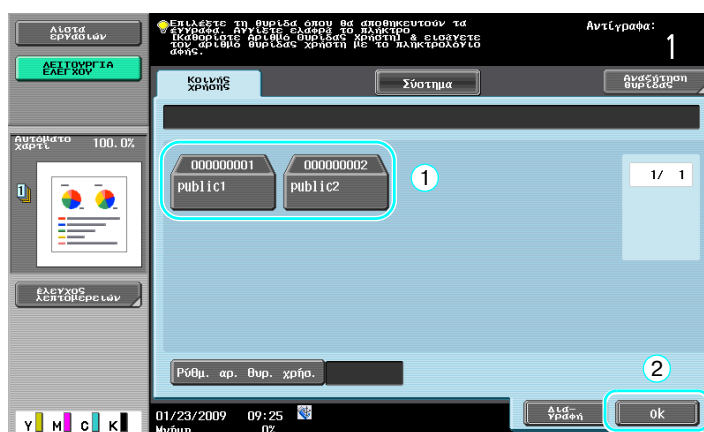 Λίστα
εργασιών
ΛΕΙΤΟΥΡΓΙΑ
ΕΛΕΓΧΟΥ
Επιλέξτε τη θυρίδα όπου θα αποθηκευτούν τα
έγγραφα. Αγγίξτε ελαφρά το πλήκτρο
[Καθορίστε Αριθμό θυρίδας Χρήστη] & εισάγετε
τον αριθμό θυρίδας χρήστη με το πληκτρολόγιο
αφής.
Αντίγραφα:
1
Κοινής
χρήσης
Σύστημα
Αναζήτηση
θυρίδας
Αυτόματο
χαρτί
100.0%
000000001
public1
000000002
public2
1
1/ 1
έλεγχος
λεπτομερειών
Ρύθμ. αρ. θυρ. χρήσ.
2
Δια-
γραφή
Ok
01/23/2009 09:25
Μνήμη 0%
Y M C K